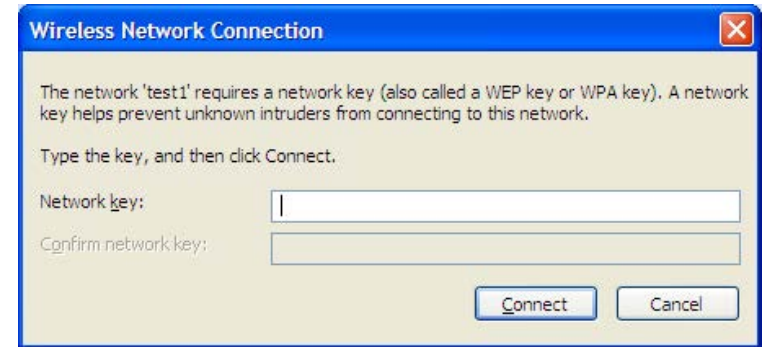 Wireless Network Connection
The network 'test1' requires a network key (also called a WEP key or WPA key). A network
key helps prevent unknown intruders from connecting to this network.
Type the key, and then click Connect.
Network key:
Confirm network key:
Connect Cancel